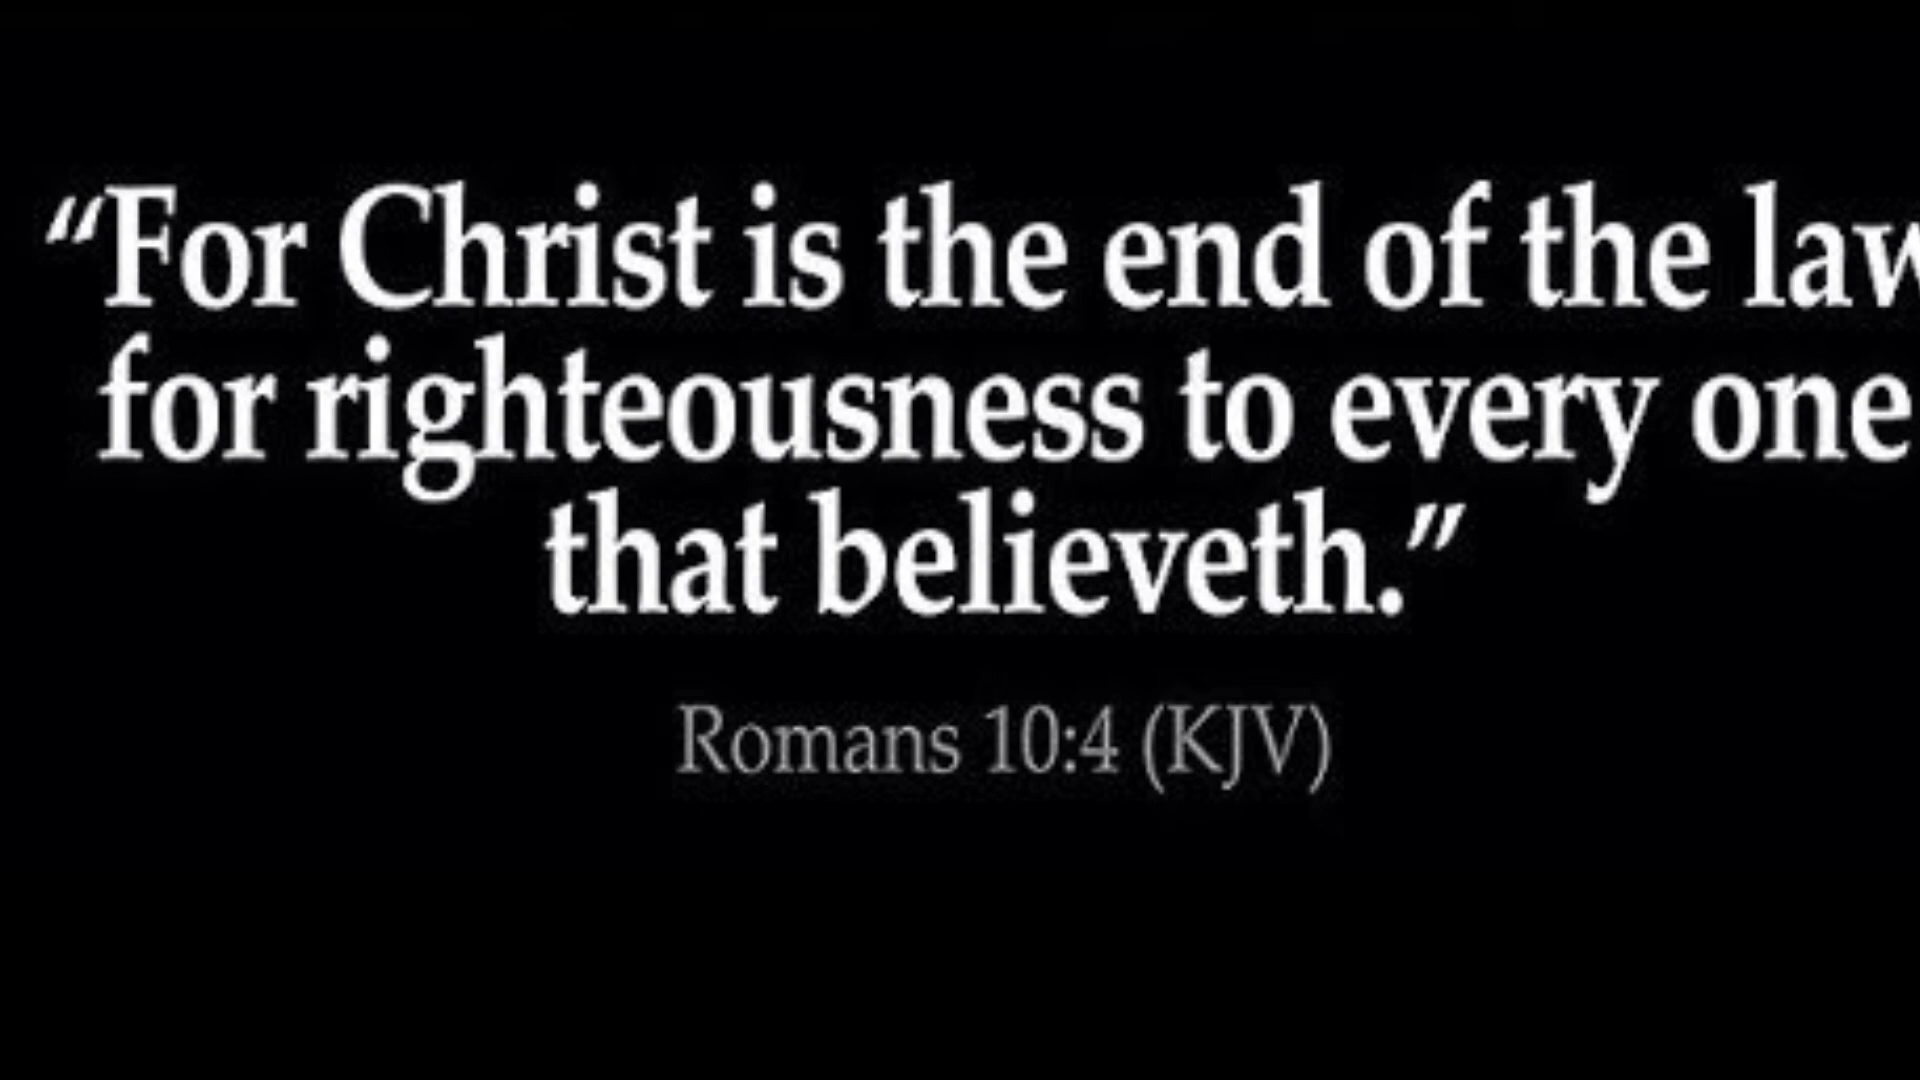 “For Christ is the end of the law
for righteousness to every one
that believeth.”
Romans 10:4 (KJV)